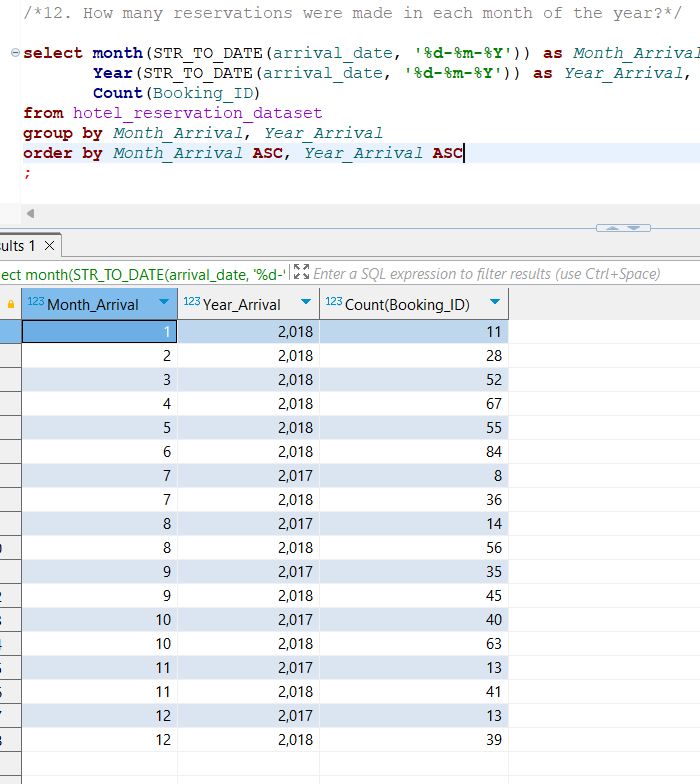 /*12. How many reservations were made in each month of the year?*/
select month(STR_TO_DATE(arrival_date, '%d-%m-%Y')) as Month_Arrival
Year(STR_TO_DATE(arrival_date, '%d-%m-%Y')) as Year_Arrival,
Count(Booking_ID)
from hotel_reservation_dataset
group by Month_Arrival, Year_Arrival
order by Month_Arrival ASC, Year_Arrival ASC
;
ults 1 ×
ect month(STR_TO_DATE(arrival_date, '%d-' Enter a SQL expression to filter results (use Ctrl+Space)
123 Month_Arrival 123 Year_Arrival 123 Count(Booking_ID)
1 2,018 11
2 2,018 28
3 2,018 52
4 2,018 67
5 2,018 55
6 2,018 84
7 2,017 8
7 2,018 36
8 2,017 14
8 2,018 56
9 2,017 35
9 2,018 45
10 2,017 40
10 2,018 63
11 2,017 13
11 2,018 41
12 2,017 13
12 2,018 39